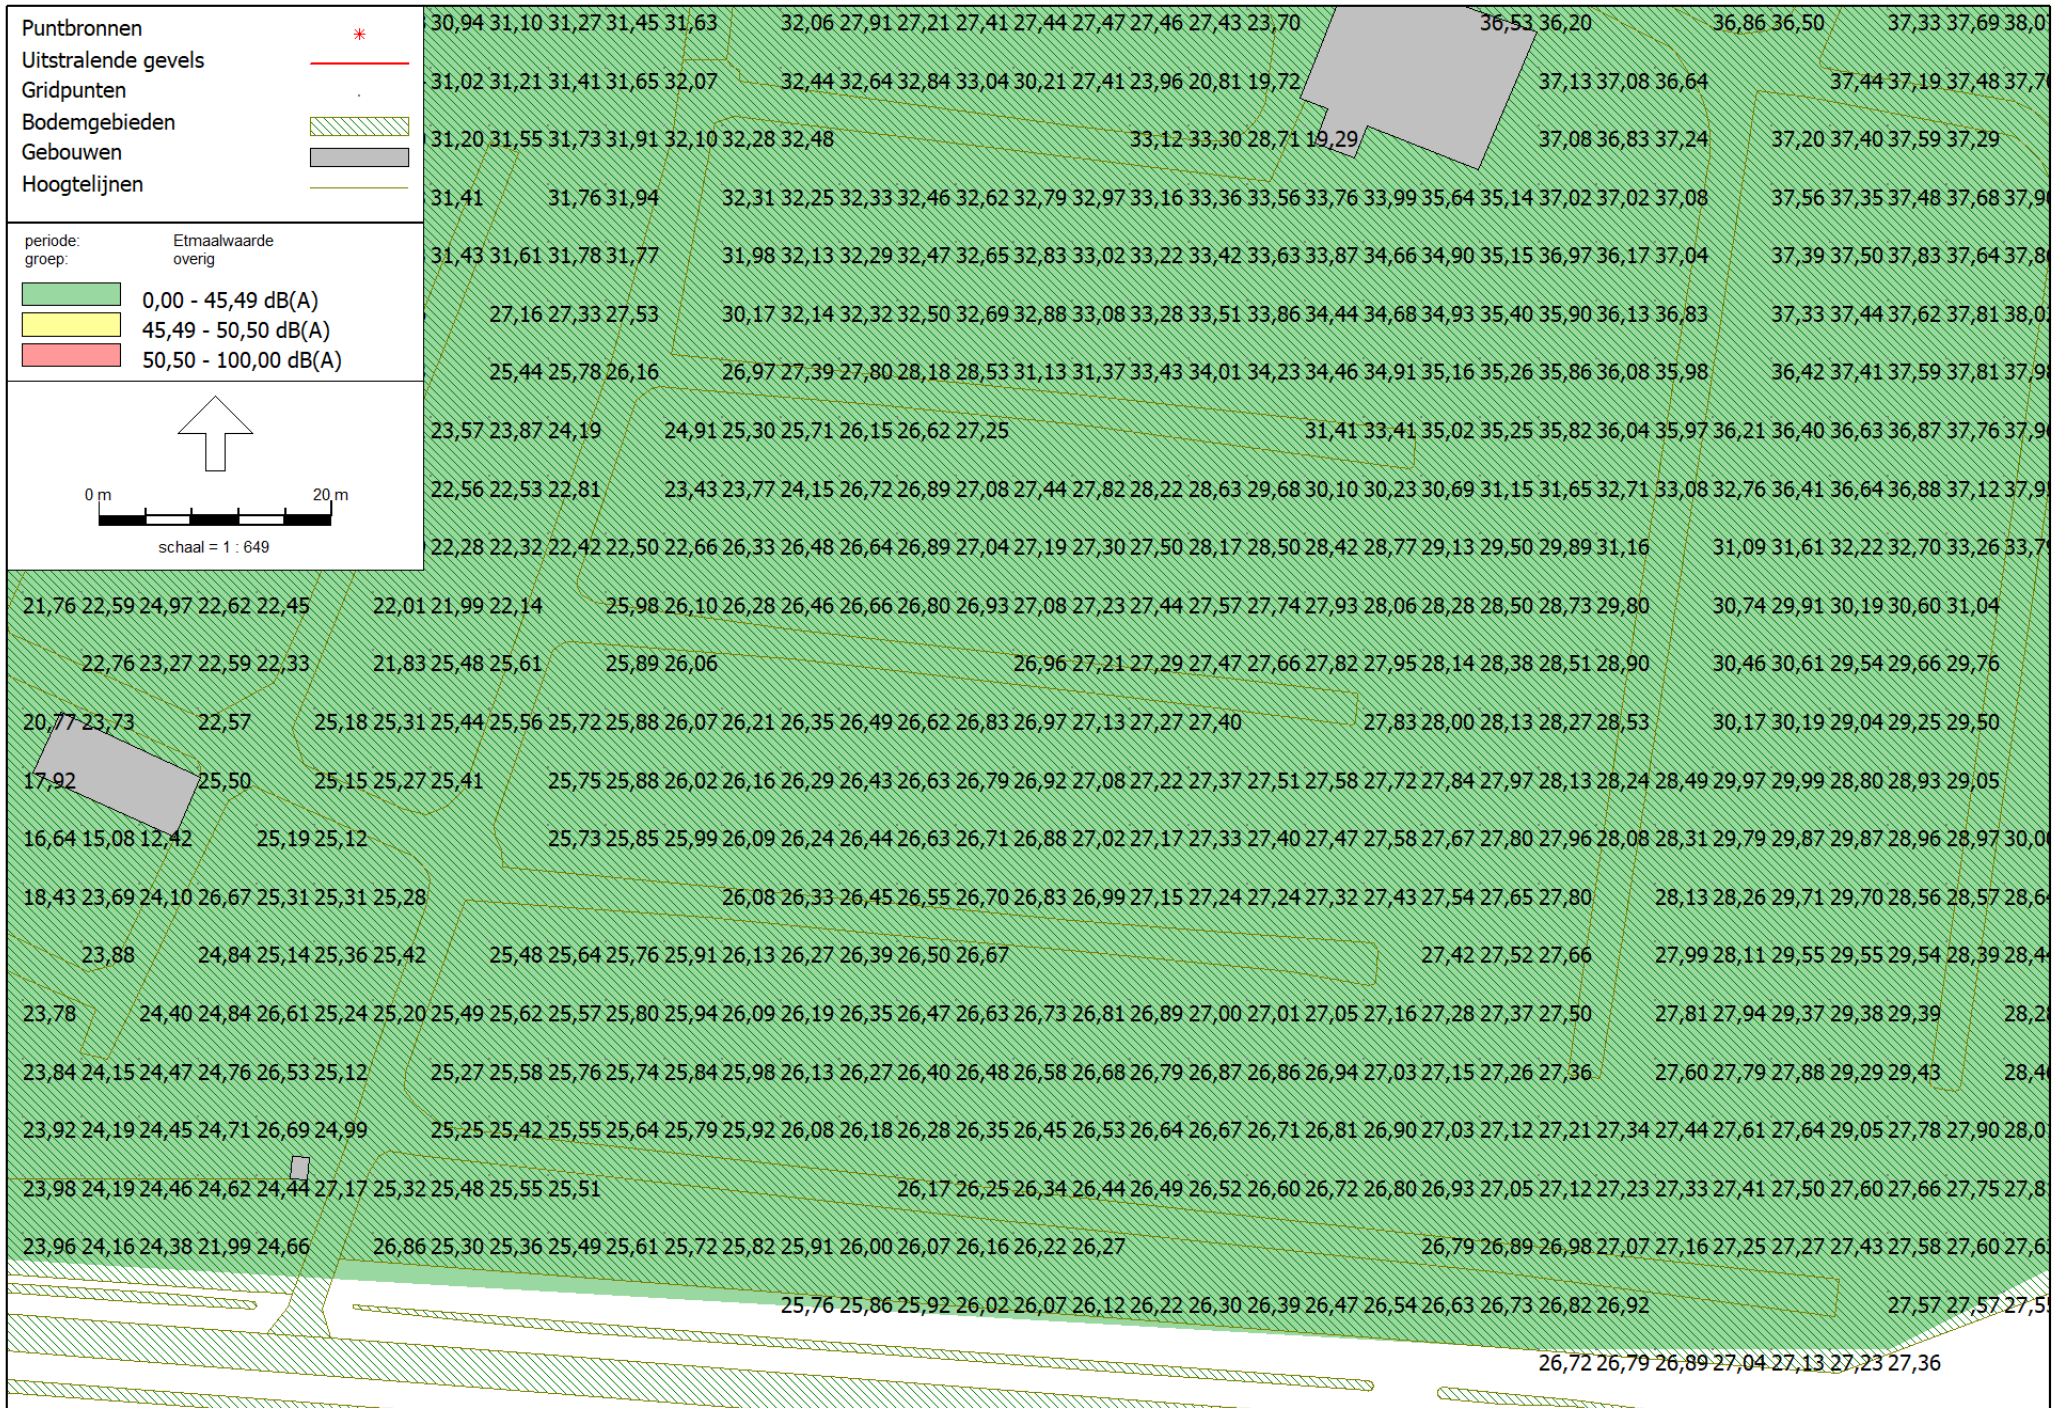 Puntbronnen
Uitstralende gevels
Gridpunten
Bodemgebieden
Gebouwen
Hoogtelijnen
periode: Etmaalwaarde
groep: overig
0,00 - 45,49 dB(A)
45,49 - 50,50 dB(A)
50,50 - 100,00 dB(A)
0 m 20 m
schaal = 1 : 649
30,94 31,10 31,27 31,45 31,63 32,06 27,91 27,21 27,41 27,44 27,47 27,46 27,43 23,70 36,53 36,20 36,86 36,50 37,33 37,69
31,02 31,21 31,41 31,65 32,07 32,44 32,64 32,84 33,04 30,21 27,41 23,96 20,81 19,72 37,13 37,08 36,64 37,44 37,19 37,48
31,20 31,55 31,73 31,91 32,10 32,28 32,48 33,12 33,30 28,71 19,29 37,08 36,83 37,24 37,20 37,40 37,59 37,29
31,41 31,76 31,94 32,31 32,25 32,33 32,46 32,62 32,79 32,97 33,16 33,36 33,56 33,76 33,99 35,64 35,14 37,02 37,02 37,08 37,56 37,35 37,48 37,68
31,43 31,61 31,78 31,77 31,98 32,13 32,29 32,47 32,65 32,83 33,02 33,22 33,42 33,63 33,87 34,66 34,90 35,15 36,97 36,17 37,04 37,39 37,50 37,83 37,64
27,16 27,33 27,53 30,17 32,14 32,32 32,50 32,69 32,88 33,08 33,28 33,51 33,86 34,44 34,68 34,93 35,40 35,90 36,13 36,83 37,33 37,44 37,62 37,81
25,44 25,78 26,16 26,97 27,39 27,80 28,18 28,53 31,13 31,37 33,43 34,01 34,23 34,46 34,91 35,16 35,26 35,86 36,08 35,98 36,42 37,41 37,59 37,81
23,57 23,87 24,19 24,91 25,30 25,71 26,15 26,62 27,25 31,41 33,41 35,02 35,25 35,82 36,04 35,97 36,21 36,40 36,63 36,87 37,76
22,56 22,53 22,81 23,43 23,77 24,15 26,72 26,89 27,08 27,44 27,82 28,22 28,63 29,68 30,10 30,23 30,69 31,15 31,65 32,71 33,08 32,76 36,41 36,64 36,88 37,12
22,28 22,32 22,42 22,50 22,66 26,33 26,48 26,64 26,89 27,04 27,19 27,30 27,50 28,17 28,50 28,42 28,77 29,13 29,50 29,89 31,16 31,09 31,61 32,22 32,70 33,26
21,76 22,59 24,97 22,62 22,45 22,01 21,99 22,14 25,98 26,10 26,28 26,46 26,66 26,80 26,93 27,08 27,23 27,44 27,57 27,74 27,93 28,06 28,28 28,50 28,73 29,80 30,74 29,91 30,19 30,60 31,04
22,76 23,27 22,59 22,33 21,83 25,48 25,61 25,89 26,06 26,96 27,21 27,29 27,47 27,66 27,82 27,95 28,14 28,38 28,51 28,90 30,46 30,61 29,54 29,66 29,76
20,77 23,73 22,57 25,18 25,31 25,44 25,56 25,72 25,88 26,07 26,21 26,35 26,49 26,62 26,83 26,97 27,13 27,27 27,40 27,83 28,00 28,13 28,27 28,53 30,17 30,19 29,04 29,25 29,50
17,92 25,50 25,15 25,27 25,41 25,75 25,88 26,02 26,16 26,29 26,43 26,63 26,79 26,92 27,08 27,22 27,37 27,51 27,58 27,72 27,84 27,97 28,13 28,24 28,49 29,97 29,99 28,80 28,93 29,05
16,64 15,08 12,42 25,19 25,12 25,73 25,85 25,99 26,09 26,24 26,44 26,63 26,71 26,88 27,02 27,17 27,33 27,40 27,47 27,58 27,67 27,80 27,96 28,08 28,31 29,79 29,87 29,87 28,96 28,97
18,43 23,69 24,10 26,67 25,31 25,31 25,28 26,08 26,33 26,45 26,55 26,70 26,83 26,99 27,15 27,24 27,24 27,32 27,43 27,54 27,65 27,80 28,13 28,26 29,71 29,70 28,56 28,57
23,88 24,84 25,14 25,36 25,42 25,48 25,64 25,76 25,91 26,13 26,27 26,39 26,50 26,67 27,42 27,52 27,66 27,99 28,11 29,55 29,55 29,54 28,39
23,78 24,40 24,84 26,61 25,24 25,20 25,49 25,62 25,57 25,80 25,94 26,09 26,19 26,35 26,47 26,63 26,73 26,81 26,89 27,00 27,01 27,05 27,16 27,28 27,37 27,50 27,81 27,94 29,37 29,38 29,39
23,84 24,15 24,47 24,76 26,53 25,12 25,27 25,58 25,76 25,74 25,84 25,98 26,13 26,27 26,40 26,48 26,58 26,68 26,79 26,87 26,86 26,94 27,03 27,15 27,26 27,36 27,60 27,79 27,88 29,29 29,43
23,92 24,19 24,45 24,71 26,69 24,99 25,25 25,42 25,55 25,64 25,79 25,92 26,08 26,18 26,28 26,35 26,45 26,53 26,64 26,67 26,71 26,81 26,90 27,03 27,12 27,21 27,34 27,44 27,61 27,64 29,05 27,78 27,90
23,98 24,19 24,46 24,62 24,44 27,17 25,32 25,48 25,55 25,51 26,17 26,25 26,34 26,44 26,49 26,52 26,60 26,72 26,80 26,93 27,05 27,12 27,23 27,33 27,41 27,50 27,60 27,66 27,75
23,96 24,16 24,38 21,99 24,66 26,86 25,30 25,36 25,49 25,61 25,72 25,82 25,91 26,00 26,07 26,16 26,22 26,27 26,79 26,89 26,98 27,07 27,16 27,25 27,27 27,43 27,58 27,60
25,76 25,86 25,92 26,02 26,07 26,12 26,22 26,30 26,39 26,47 26,54 26,63 26,73 26,82 26,92 27,57 27,57
26,72 26,79 26,89 27,04 27,13 27,23 27,36